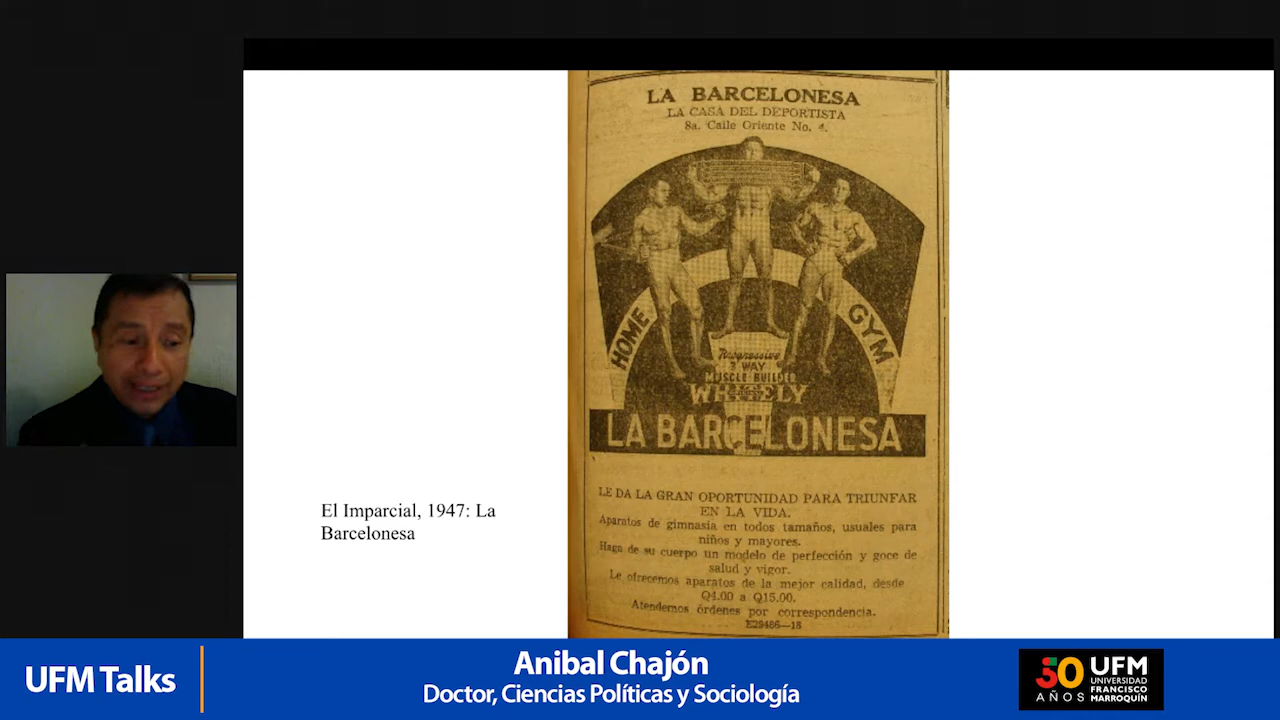 LA BARCELONESA
LA CASA DEL DEPORTISTA
8a. Calle Oriente No. 4.
HOME
GYM
Progressive
7 WAY
MUSCLE BUILDER
WHITELY
LA BARCELONESA
LE DA LA GRAN OPORTUNIDAD PARA TRIUNFAR
EN LA VIDA.
Aparatos de gimnasia en todos tamaños, usuales para
niños y mayores.
Haga de su cuerpo un modelo de perfección y goce de
salud y vigor.
Le ofrecemos aparatos de la mejor calidad, desde
Q4.00 a Q15.00.
Atendemos órdenes por correspondencia.
E29486—15
El Imparcial, 1947: La
Barcelonesa
UFM Talks
Anibal Chajón
Doctor, Ciencias Políticas y Sociología
50
AÑOS
UFM
UNIVERSIDAD
FRANCISCO
MARROQUÍN